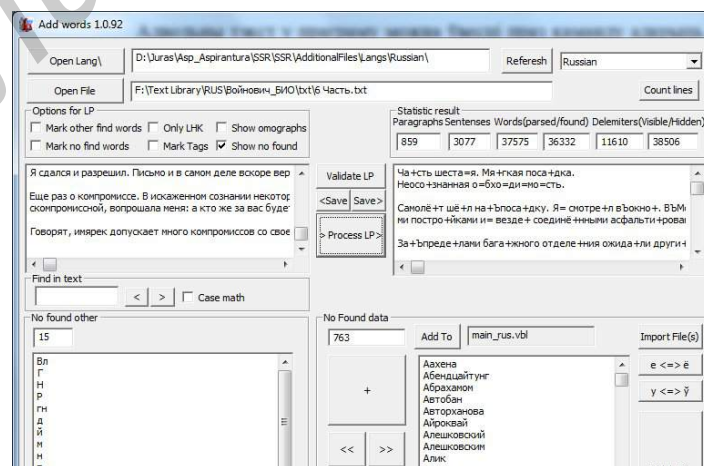 Add words 1.0.92
Open Lang\
D:\Juras\Asp_Aspirantura\SSR\SSR\AdditionalFiles\Langs\Russian\
Referesh
Russian
Open File
F:\Text Library\RUS\Войнович_БИО\txt\6 Часть.txt
Count lines
Options for LP
Mark other find words
Only LHK
Show omographs
Mark no find words
Mark Tags
Show no found
Statistic result
Paragraphs Sentenses Words(parsed/found) Delemiters(Visible/Hidden)
859 3077 37575 36332 11610 38506
Я сдался и разрешил. Письмо и в самом деле вскоре вер
Еще раз о компромиссе. В искаженном сознании некотор
скомпромиссной, вопрошала меня: а кто же за вас будет
Говорят, имярек допускает много компромиссов со свое
Validate LP
<Save Save>
> Process LP>
Ча+сть шеста=я. Мя+гкая поса+дка.
Неосо+знанная о=бхо=ди=мо=сть.
Самолё+т шё+л на+Ъпоса+дку. Я= смотре+л вЪокно+. ВЪМ
ми постро+йками и= везде+ соединё+нными асфальти+рован
За+Ъпреде+лами бага+жного отделе+ния ожида+ли други+
Find in text
< > Case math
No found other
15
Вл
Г
Н
Р
гн
д
й
м
н
No Found data
763
Add To
main_rus.vbl
Import File(s)
+
<< >>
Аахена
Абендцайтунг
Абрахамом
Автобан
Авторханова
Айроквай
Алешковский
Алешковским
Алик
е <=> ё
у <=> ў